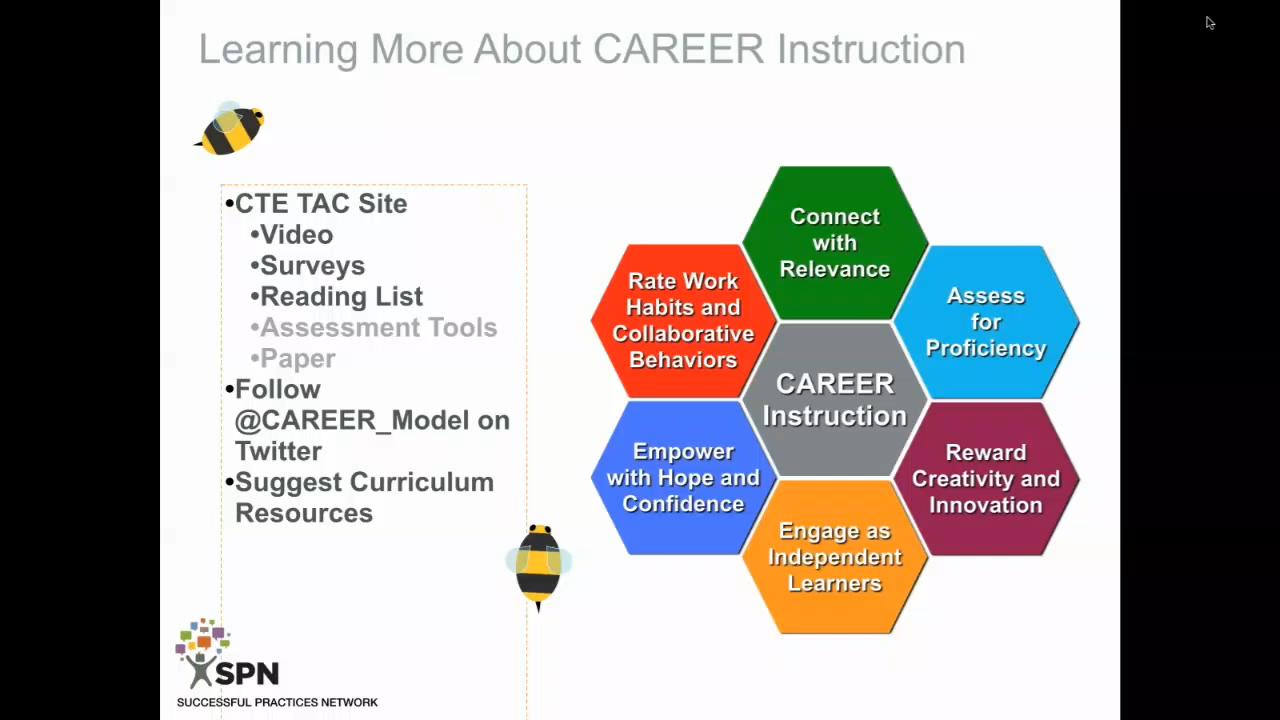 Learning More About CAREER Instruction
•CTE TAC Site
•Video
•Surveys
•Reading List
•Assessment Tools
•Paper
•Follow
@CAREER_Model on
Twitter
•Suggest Curriculum
Resources
Connect
with
Relevance
Assess
for
Proficiency
Reward
Creativity and
Innovation
Engage as
Independent
Learners
Empower
with Hope and
Confidence
Rate Work
Habits and
Collaborative
Behaviors
CAREER
Instruction
SPN
SUCCESSFUL PRACTICES NETWORK